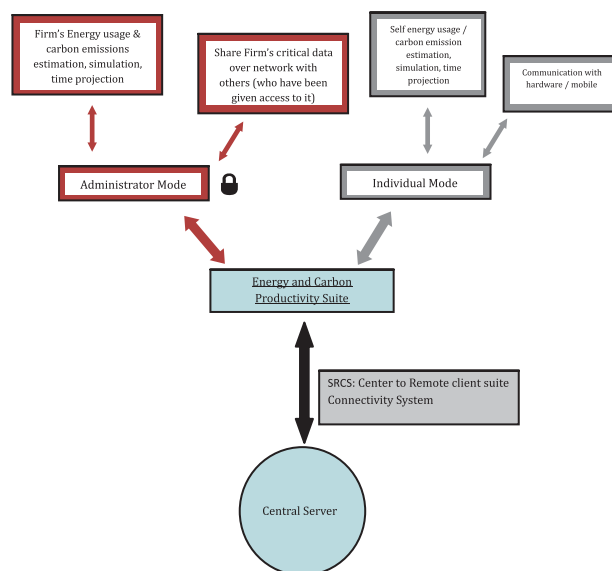 Firm's Energy usage &
carbon emissions
estimation, simulation,
time projection
Share Firm's critical data
over network with
others (who have been
given access to it)
Self energy usage /
carbon emission
estimation,
simulation, time
projection
Communication with
hardware / mobile
Administrator Mode
Individual Mode
Energy and Carbon
Productivity Suite
SRCS: Center to Remote client suite
Connectivity System
Central Server